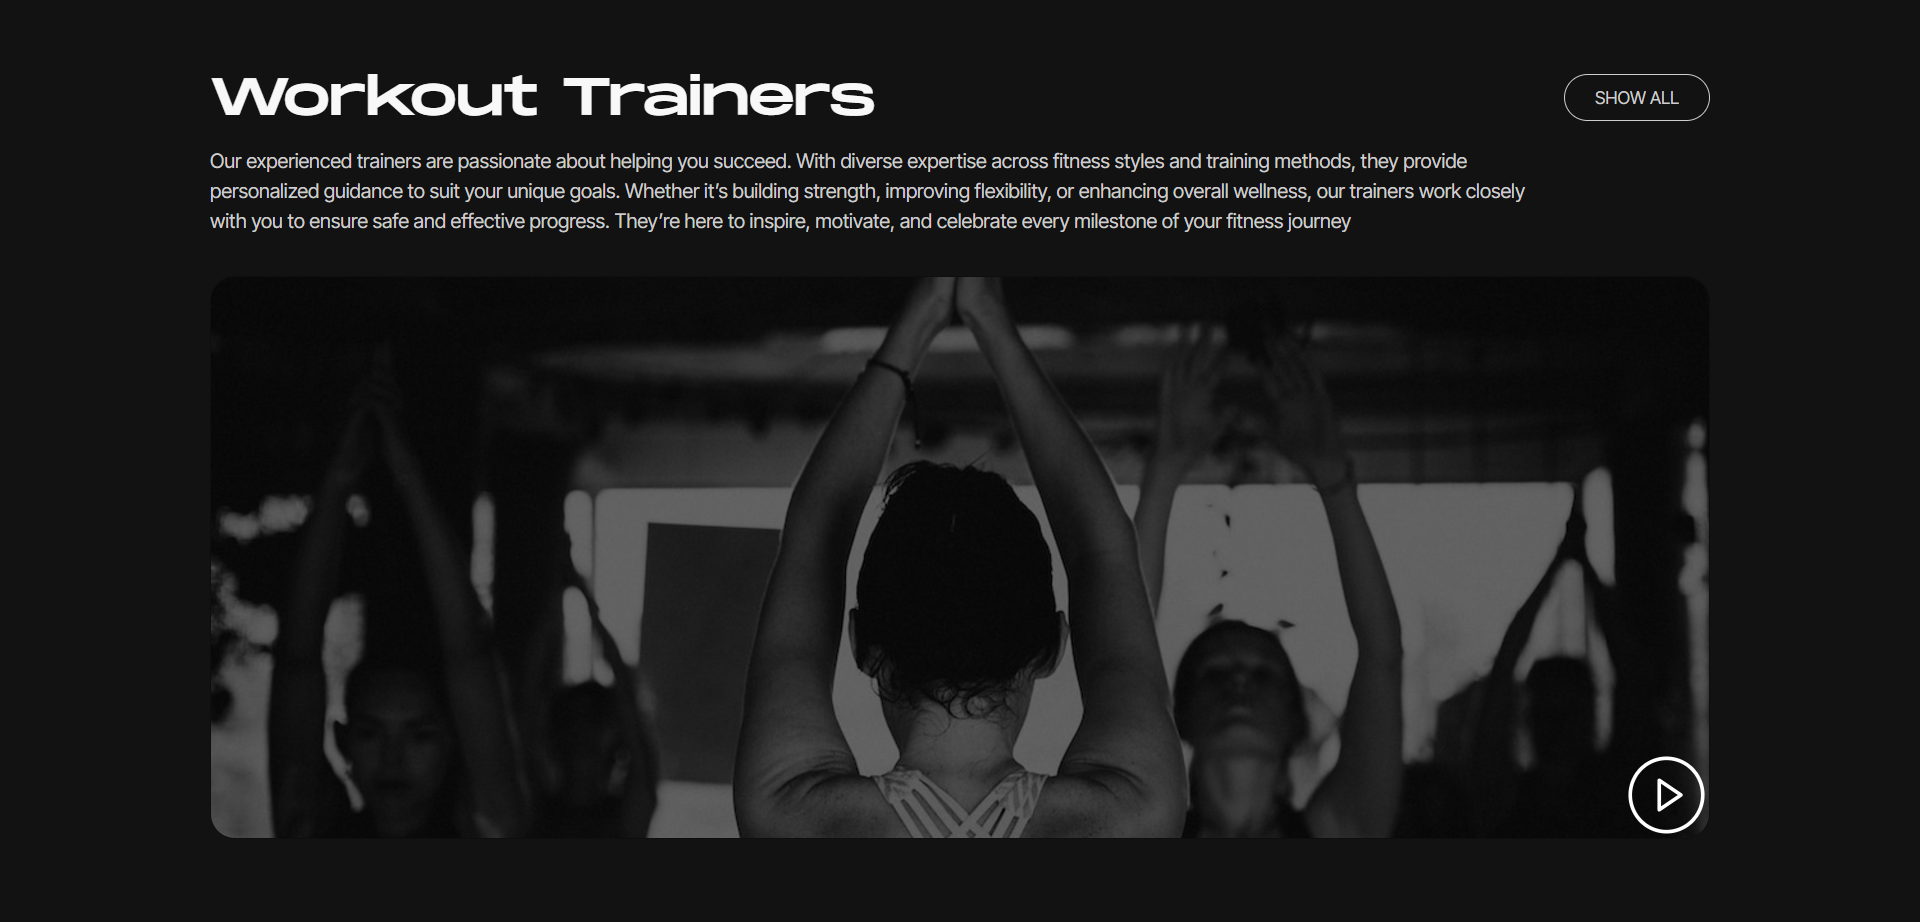 Workout Trainers
SHOW ALL
Our experienced trainers are passionate about helping you succeed. With diverse expertise across fitness styles and training methods, they provide
personalized guidance to suit your unique goals. Whether it’s building strength, improving flexibility, or enhancing overall wellness, our trainers work closely
with you to ensure safe and effective progress. They’re here to inspire, motivate, and celebrate every milestone of your fitness journey